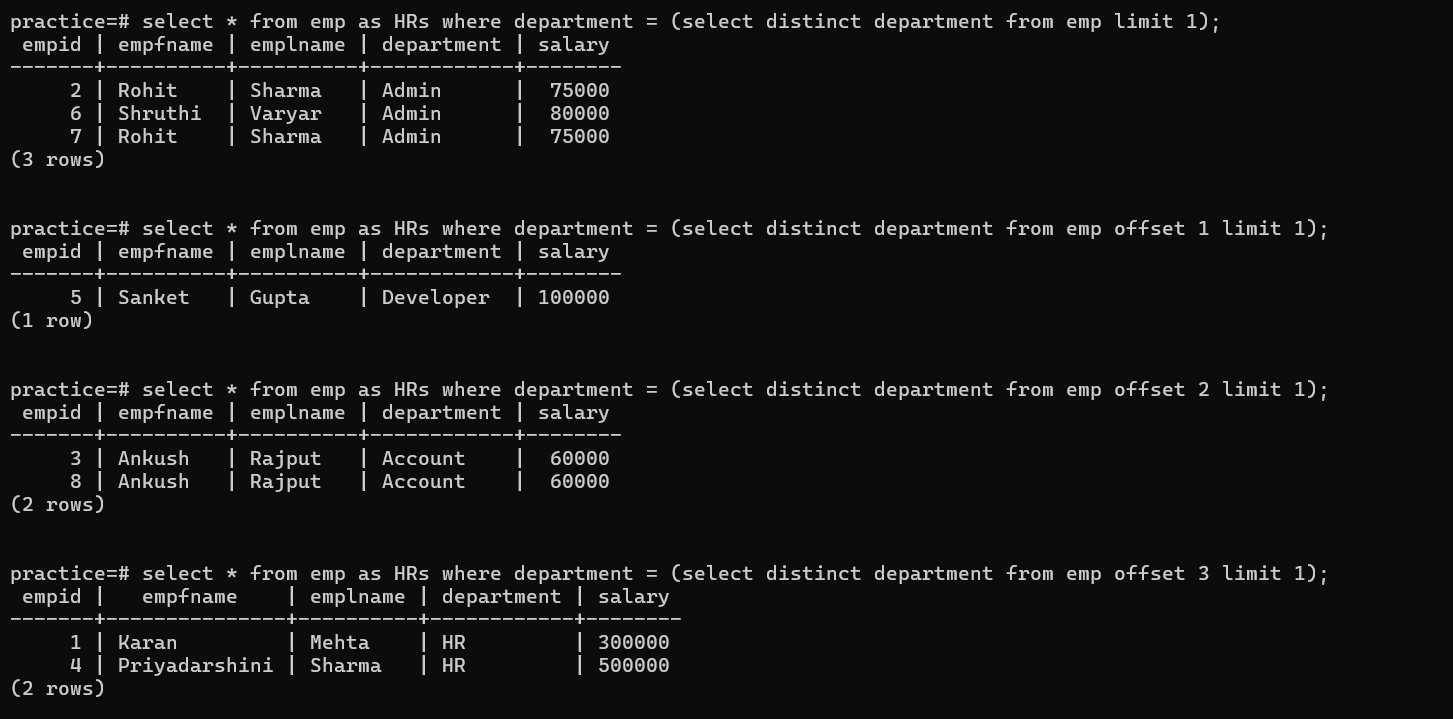 practice=# select * from emp as HRs where department = (select distinct department from emp limit 1);
 empid | empfname | emplname | department | salary
-------+----------+----------+------------+--------
     2 | Rohit    | Sharma   | Admin      |  75000
     6 | Shruthi  | Varyar   | Admin      |  80000
     7 | Rohit    | Sharma   | Admin      |  75000
(3 rows)
practice=# select * from emp as HRs where department = (select distinct department from emp offset 1 limit 1);
 empid | empfname | emplname | department | salary
-------+----------+----------+------------+--------
     5 | Sanket   | Gupta    | Developer  | 100000
(1 row)
practice=# select * from emp as HRs where department = (select distinct department from emp offset 2 limit 1);
 empid | empfname | emplname | department | salary
-------+----------+----------+------------+--------
     3 | Ankush   | Rajput   | Account    |  60000
     8 | Ankush   | Rajput   | Account    |  60000
(2 rows)
practice=# select * from emp as HRs where department = (select distinct department from emp offset 3 limit 1);
 empid |   empfname    | emplname | department | salary
-------+---------------+----------+------------+--------
     1 | Karan         | Mehta    | HR         | 300000
     4 | Priyadarshini | Sharma   | HR         | 500000
(2 rows)